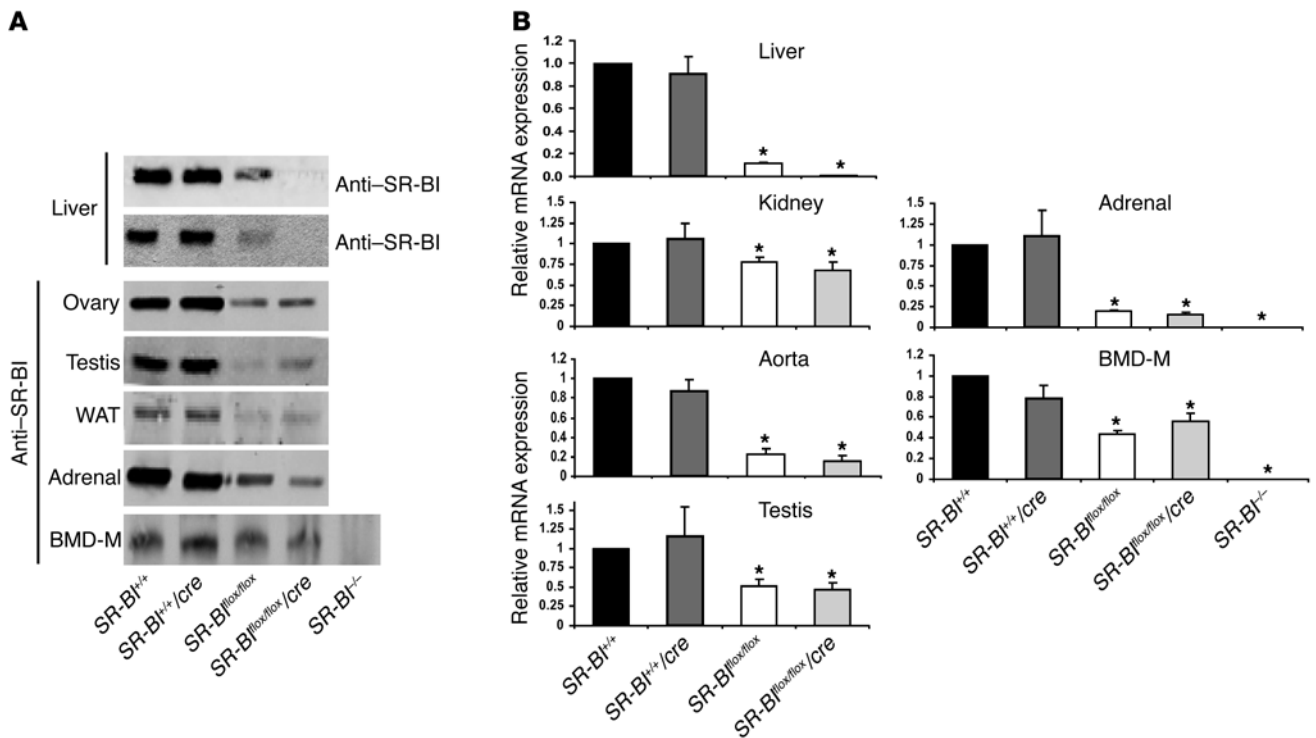 A
Liver
Anti–SR-BI
Anti–SR-BI
Anti–SR-BI
Ovary
Testis
WAT
Adrenal
BMD-M
SR-BI+/+
SR-BI+/+/cre
SR-BIflox/flox
SR-BIflox/flox/cre
SR-BI–/–
B
Relative mRNA expression
Liver
1.2
1.0
0.8
0.6
0.4
0.2
0.0
*
*
Kidney
1.5
1.25
1
0.75
0.5
0.25
0
*
*
Adrenal
1.5
1.25
1
0.75
0.5
0.25
0
*
*
*
Relative mRNA expression
Aorta
1.2
1
0.8
0.6
0.4
0.2
0
*
*
BMD-M
1.2
1
0.8
0.6
0.4
0.2
0
*
*
*
SR-BI+/+
SR-BI+/+/cre
SR-BIflox/flox
SR-BIflox/flox/cre
SR-BI–/–
Testis
1.5
1.25
1
0.75
0.5
0.25
0
*
*
SR-BI+/+
SR-BI+/+/cre
SR-BIflox/flox
SR-BIflox/flox/cre